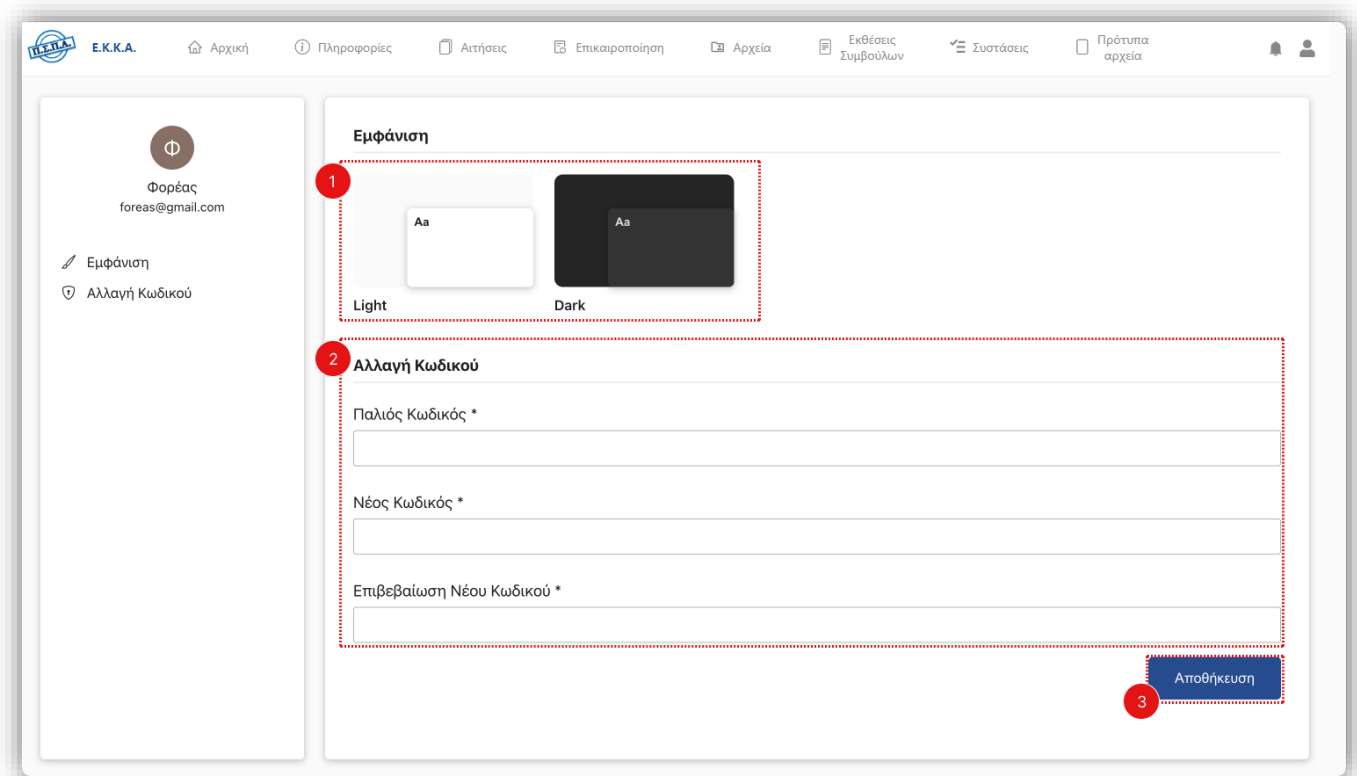 Π.Ε.Π.Α.
Ε.Κ.Κ.Α.
Αρχική
Πληροφορίες
Αιτήσεις
Επικαιροποίηση
Αρχεία
Εκθέσεις
Συμβούλων
Συστάσεις
Πρότυπα
αρχεία
Φ
Φορέας
foreas@gmail.com
Εμφάνιση
Αλλαγή Κωδικού
Εμφάνιση
1
Aa
Aa
Light
Dark
2
Αλλαγή Κωδικού
Παλιός Κωδικός *
Νέος Κωδικός *
Επιβεβαίωση Νέου Κωδικού *
Αποθήκευση
3